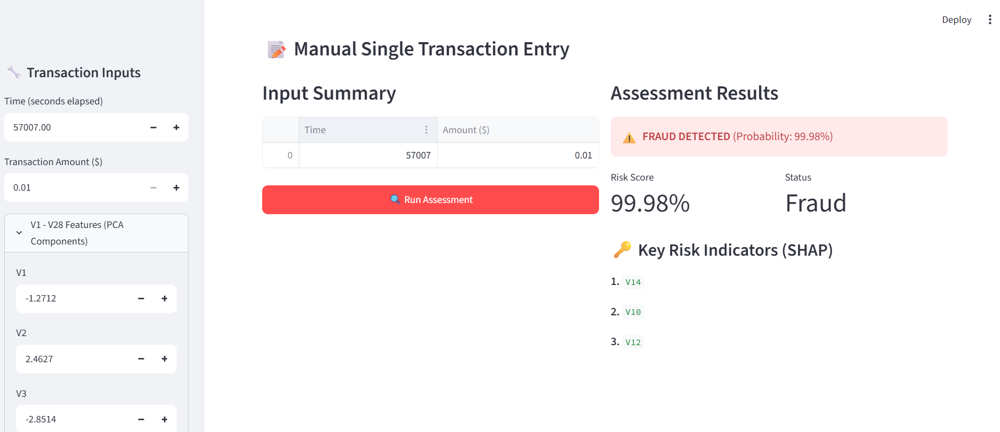 Deploy
Transaction Inputs
Time (seconds elapsed)
57007.00
Transaction Amount ($)
0.01
V1 - V28 Features (PCA
Components)
V1
-1.2712
V2
2.4627
V3
-2.8514
Manual Single Transaction Entry
Input Summary
Time Amount ($)
0 57007 0.01
Run Assessment
Assessment Results
FRAUD DETECTED (Probability: 99.98%)
Risk Score
99.98%
Status
Fraud
Key Risk Indicators (SHAP)
1. V14
2. V10
3. V12